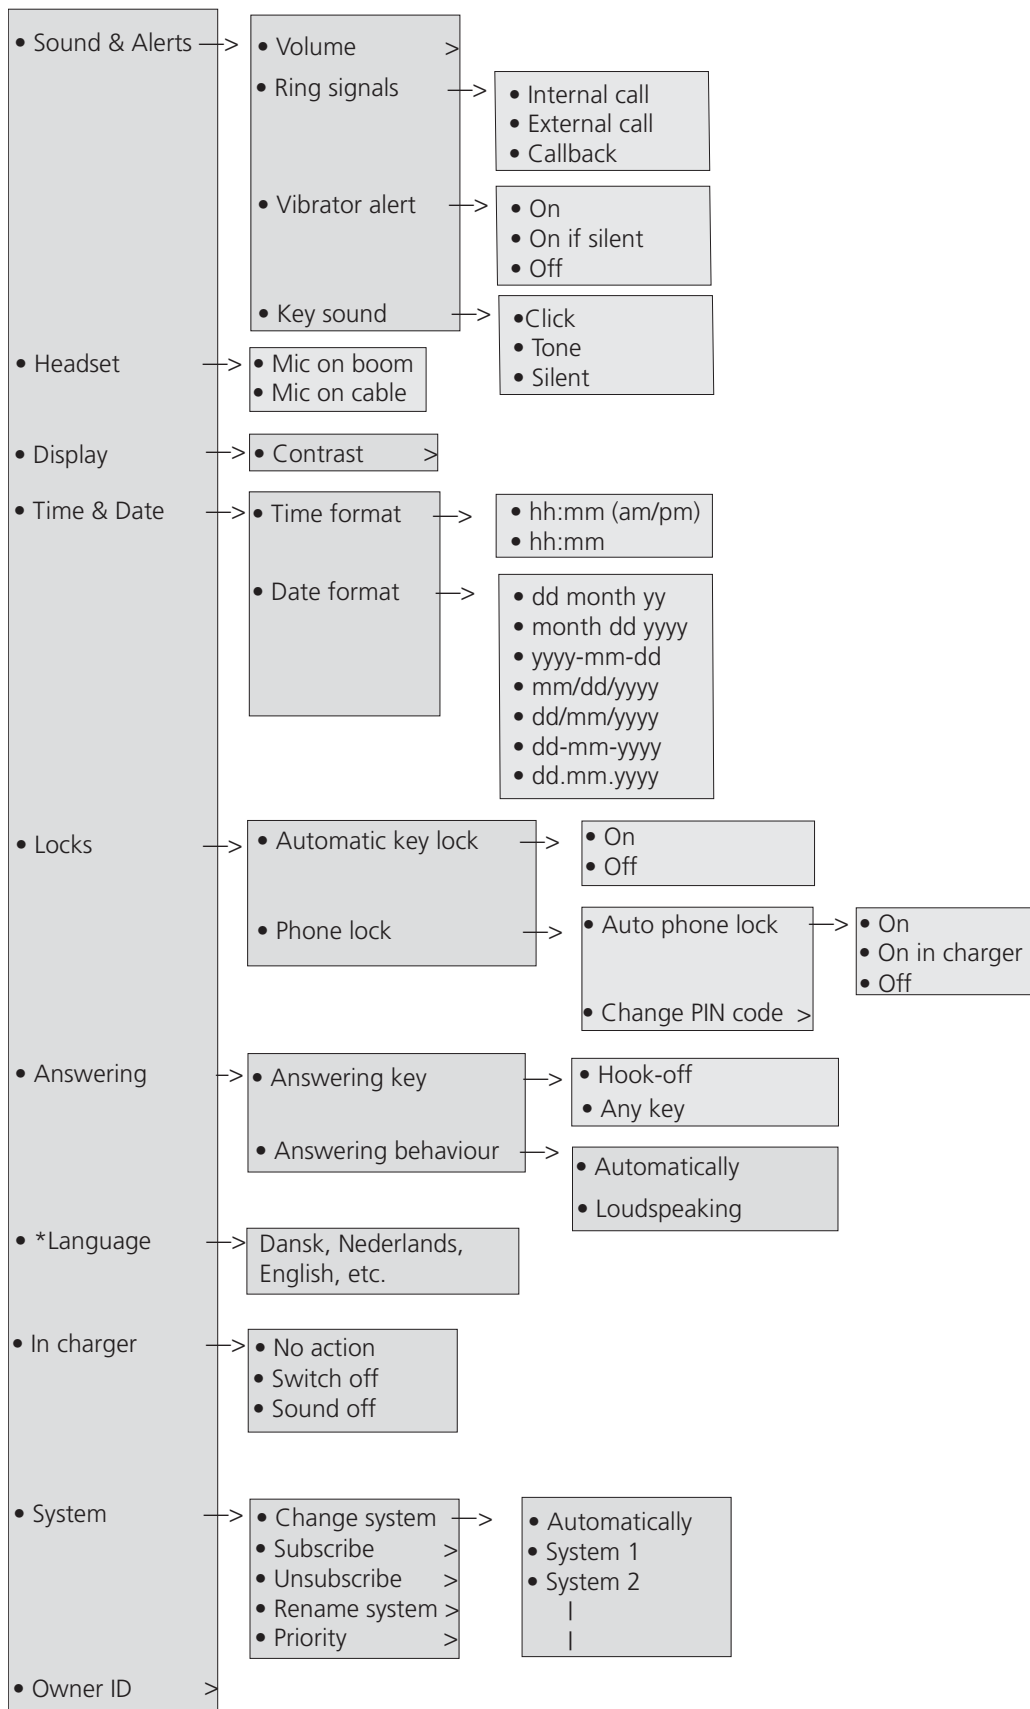 • Sound & Alerts —>
• Volume >
• Ring signals —>
• Internal call
• External call
• Callback
• Vibrator alert —>
• On
• On if silent
• Off
• Key sound —>
•Click
• Tone
• Silent
• Headset —>
• Mic on boom
• Mic on cable
• Display —>
• Contrast >
• Time & Date —>
• Time format —>
• hh:mm (am/pm)
• hh:mm
• Date format —>
• dd month yy
• month dd yyyy
• yyyy-mm-dd
• mm/dd/yyyy
• dd/mm/yyyy
• dd-mm-yyyy
• dd.mm.yyyy
• Locks —>
• Automatic key lock —>
• On
• Off
• Phone lock —>
• Auto phone lock —>
• On
• On in charger
• Off
• Change PIN code >
• Answering —>
• Answering key —>
• Hook-off
• Any key
• Answering behaviour —>
• Automatically
• Loudspeaking
• *Language —>
Dansk, Nederlands,
English, etc.
• In charger —>
• No action
• Switch off
• Sound off
• System —>
• Change system —>
• Automatically
• System 1
• System 2
|
|
• Subscribe >
• Unsubscribe >
• Rename system >
• Priority >
• Owner ID >